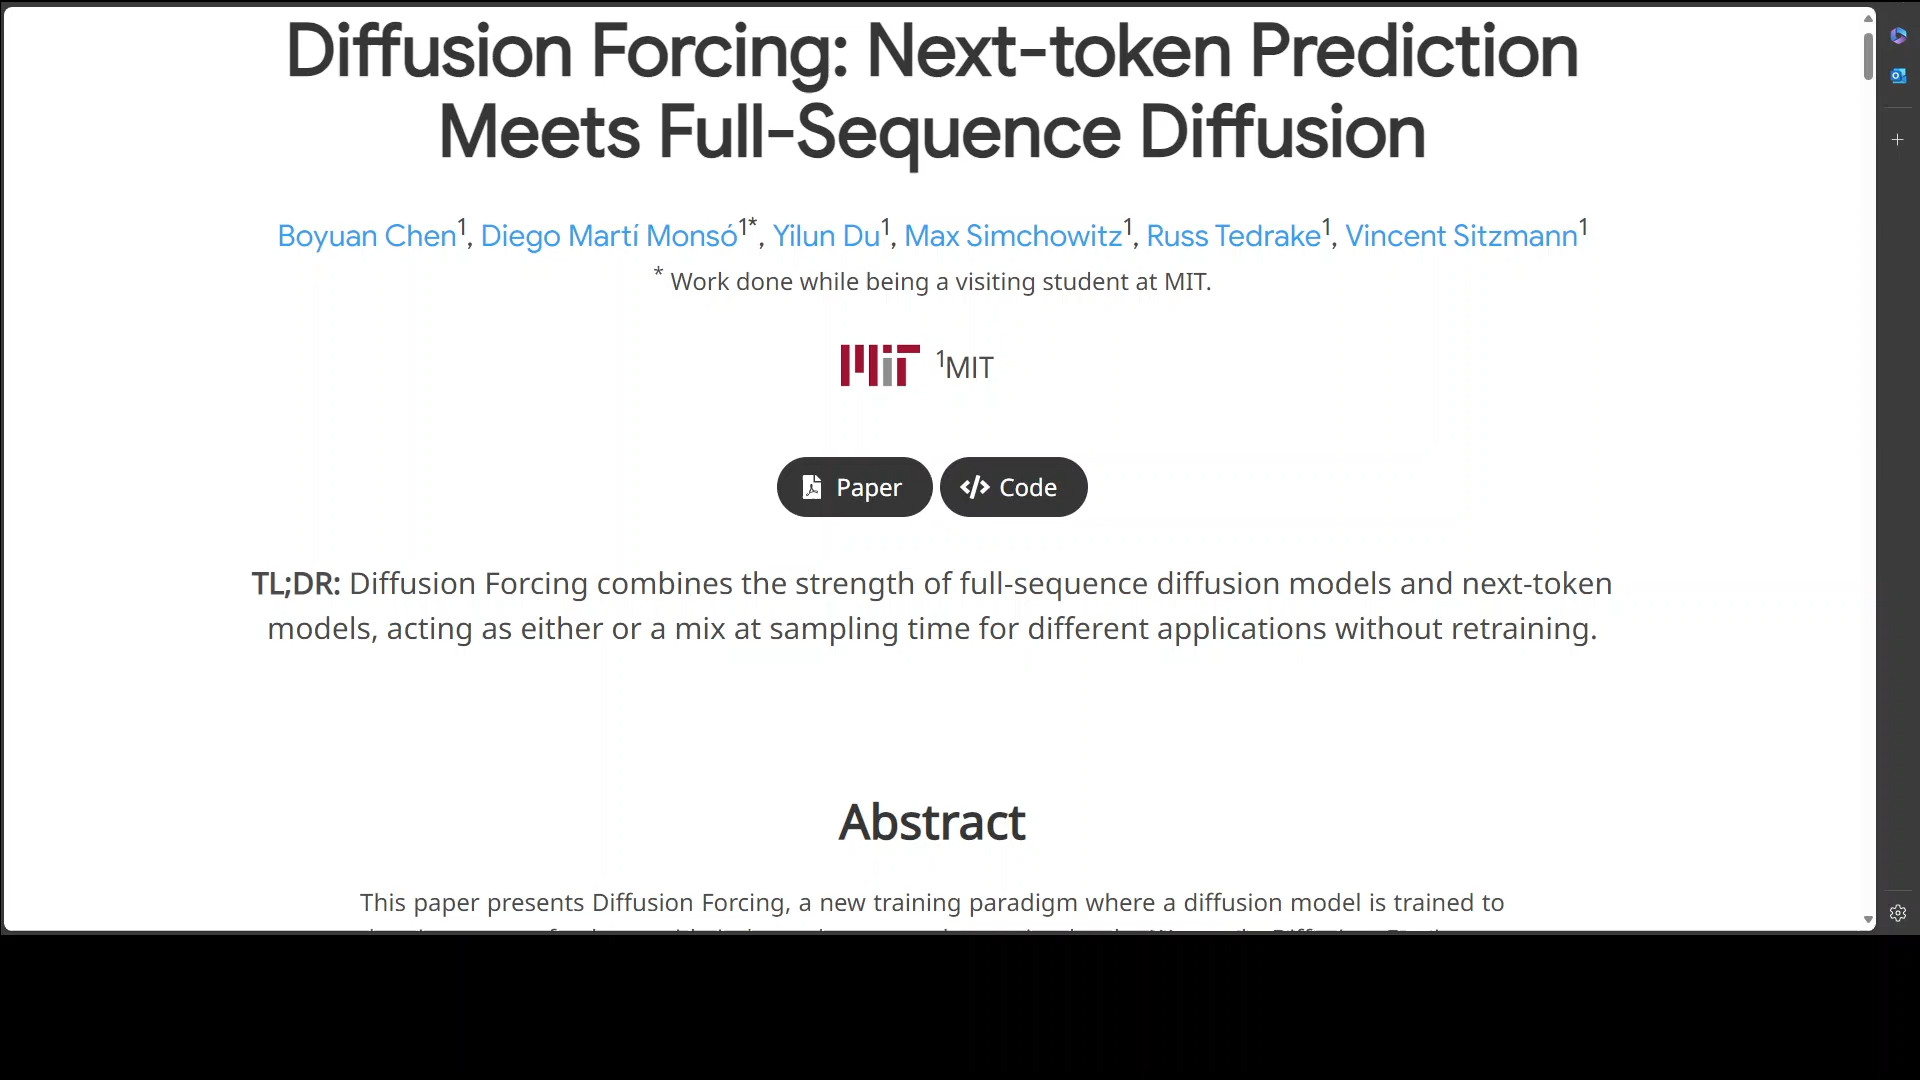 Diffusion Forcing: Next-token Prediction
Meets Full-Sequence Diffusion
Boyuan Chen1, Diego Martí Monsó1*, Yilun Du1, Max Simchowitz1, Russ Tedrake1, Vincent Sitzmann1
* Work done while being a visiting student at MIT.
MIT 1MIT
Paper Code
TL;DR: Diffusion Forcing combines the strength of full-sequence diffusion models and next-token
models, acting as either or a mix at sampling time for different applications without retraining.
Abstract
This paper presents Diffusion Forcing, a new training paradigm where a diffusion model is trained to